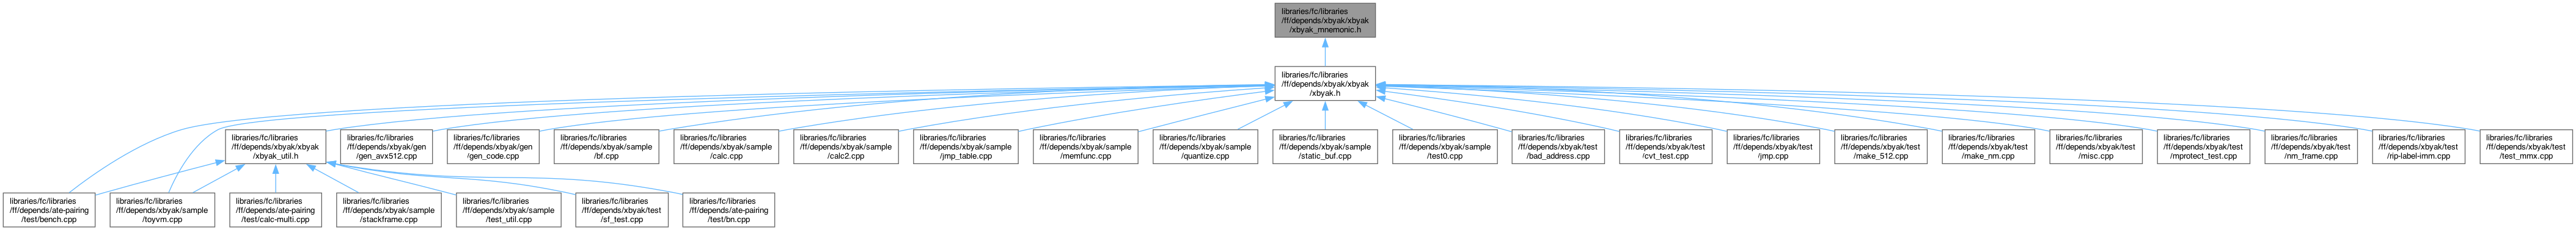 libraries/fc/libraries
/ff/depends/xbyak/xbyak
/xbyak_mnemonic.h
libraries/fc/libraries
/ff/depends/xbyak/xbyak
/xbyak.h
libraries/fc/libraries
/ff/depends/xbyak/xbyak
/xbyak_util.h
libraries/fc/libraries
/ff/depends/xbyak/gen
/gen_avx512.cpp
libraries/fc/libraries
/ff/depends/xbyak/gen
/gen_code.cpp
libraries/fc/libraries
/ff/depends/xbyak/sample
/bf.cpp
libraries/fc/libraries
/ff/depends/xbyak/sample
/calc.cpp
libraries/fc/libraries
/ff/depends/xbyak/sample
/calc2.cpp
libraries/fc/libraries
/ff/depends/xbyak/sample
/jmp_table.cpp
libraries/fc/libraries
/ff/depends/xbyak/sample
/memfunc.cpp
libraries/fc/libraries
/ff/depends/xbyak/sample
/quantize.cpp
libraries/fc/libraries
/ff/depends/xbyak/sample
/static_buf.cpp
libraries/fc/libraries
/ff/depends/xbyak/sample
/test0.cpp
libraries/fc/libraries
/ff/depends/xbyak/test
/bad_address.cpp
libraries/fc/libraries
/ff/depends/xbyak/test
/cvt_test.cpp
libraries/fc/libraries
/ff/depends/xbyak/test
/jmp.cpp
libraries/fc/libraries
/ff/depends/xbyak/test
/make_512.cpp
libraries/fc/libraries
/ff/depends/xbyak/test
/make_nm.cpp
libraries/fc/libraries
/ff/depends/xbyak/test
/misc.cpp
libraries/fc/libraries
/ff/depends/xbyak/test
/mprotect_test.cpp
libraries/fc/libraries
/ff/depends/xbyak/test
/nm_frame.cpp
libraries/fc/libraries
/ff/depends/xbyak/test
/rip-label-imm.cpp
libraries/fc/libraries
/ff/depends/xbyak/test
/test_mmx.cpp
libraries/fc/libraries
/ff/depends/ate-pairing
/test/bench.cpp
libraries/fc/libraries
/ff/depends/xbyak/sample
/toyvm.cpp
libraries/fc/libraries
/ff/depends/ate-pairing
/test/calc-multi.cpp
libraries/fc/libraries
/ff/depends/xbyak/sample
/stackframe.cpp
libraries/fc/libraries
/ff/depends/xbyak/sample
/test_util.cpp
libraries/fc/libraries
/ff/depends/xbyak/test
/sf_test.cpp
libraries/fc/libraries
/ff/depends/ate-pairing
/test/bn.cpp